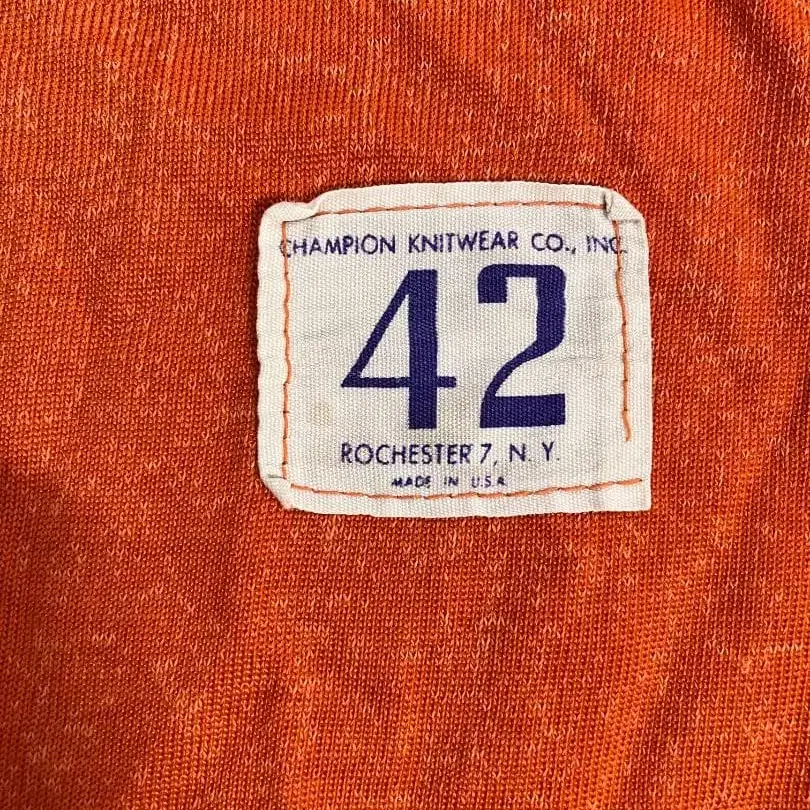 CHAMPION KNITWEAR CO., INC.
42
ROCHESTER 7, N. Y.
MADE IN U.S.A